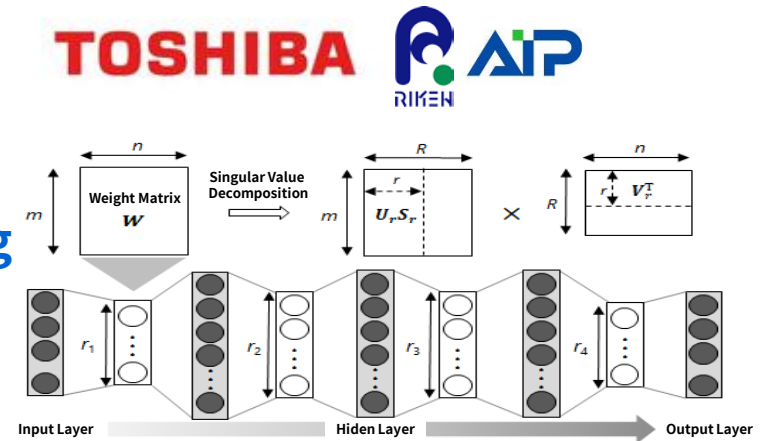 TOSHIBA
RIKEN
AIP
n
R
n
m
Weight Matrix
W
Singular Value
Decomposition
m
r
UᵣSᵣ
×
R
r
Vᵣᵀ
g
r₁
r₂
r₃
r₄
Input Layer
Hiden Layer
Output Layer